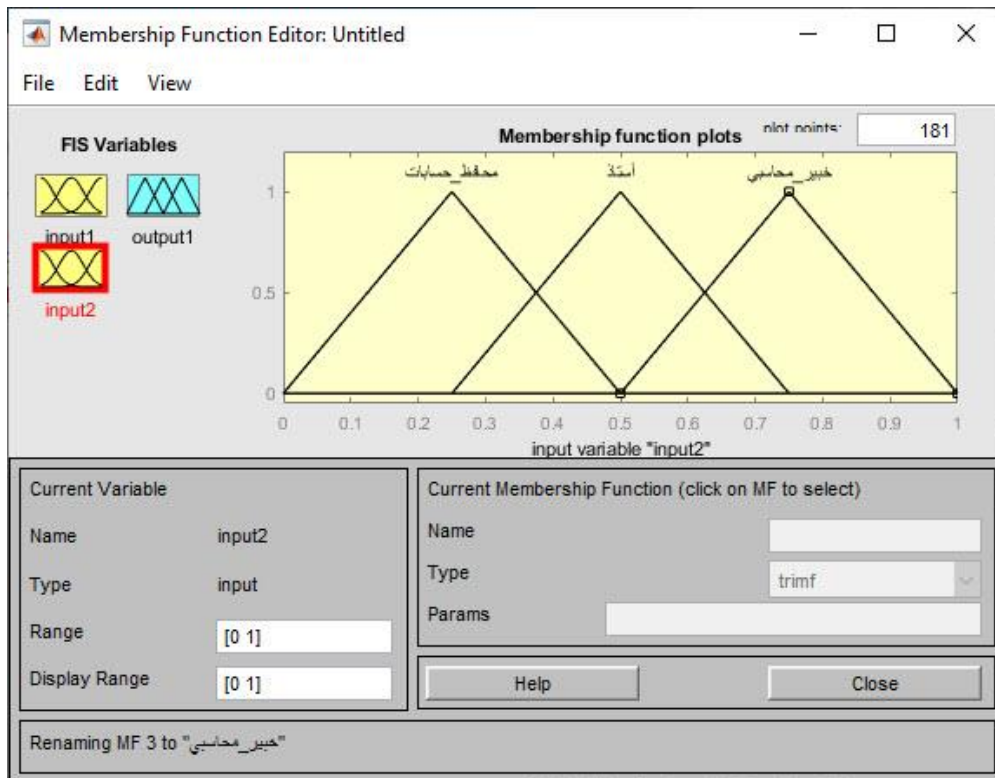 Membership Function Editor: Untitled
File Edit View
FIS Variables
input1
output1
input2
Membership function plots
plot points:
181
محافظ_حسابات
أستاذ
خبير_محاسبي
1
0.5
0
0 0.1 0.2 0.3 0.4 0.5 0.6 0.7 0.8 0.9 1
input variable "input2"
Current Variable
Name input2
Type input
Range [0 1]
Display Range [0 1]
Current Membership Function (click on MF to select)
Name
Type trimf
Params
Help Close
Renaming MF 3 to "خبير_محاسبي"